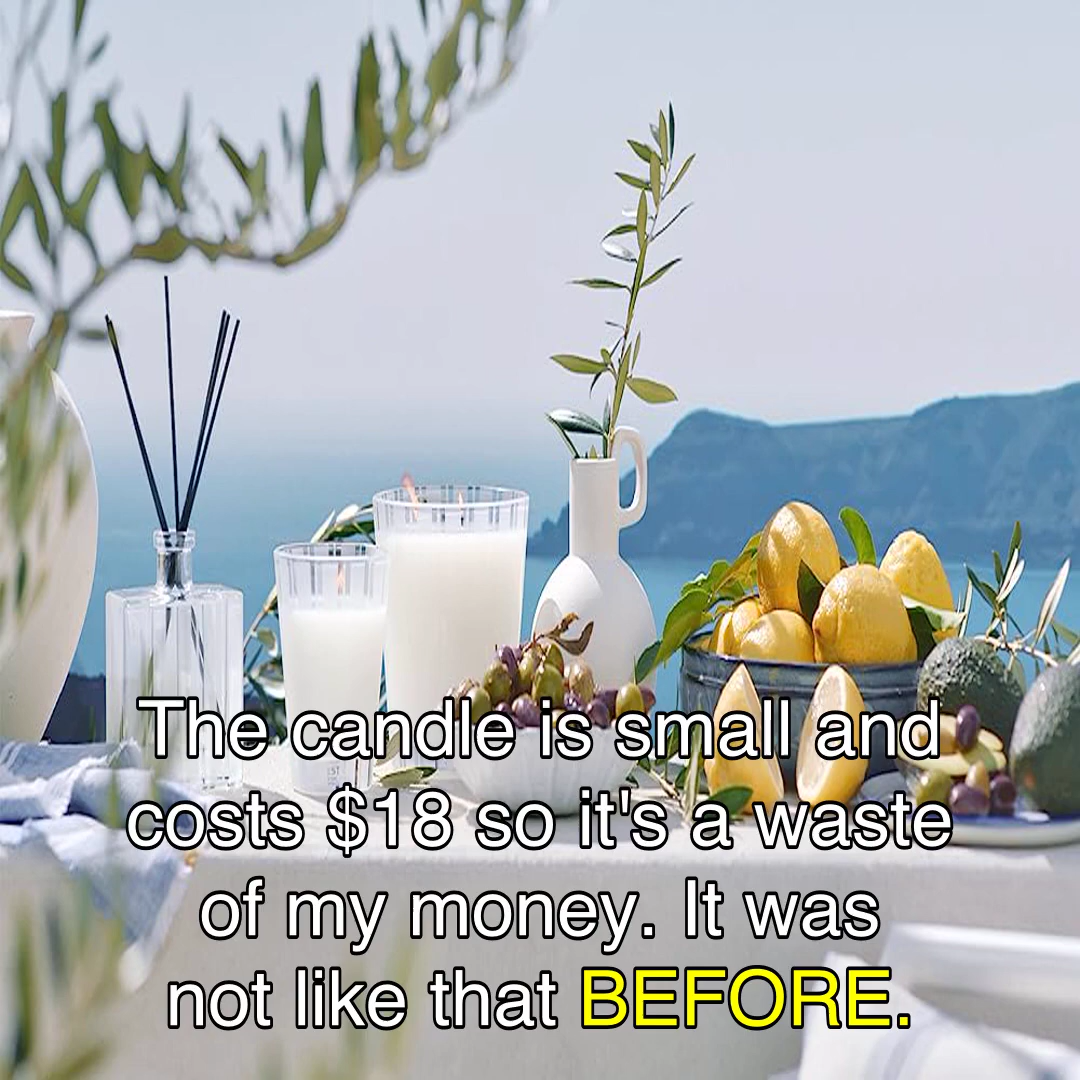 The candle is small and
costs $18 so it's a waste
of my money. It was
not like that BEFORE.